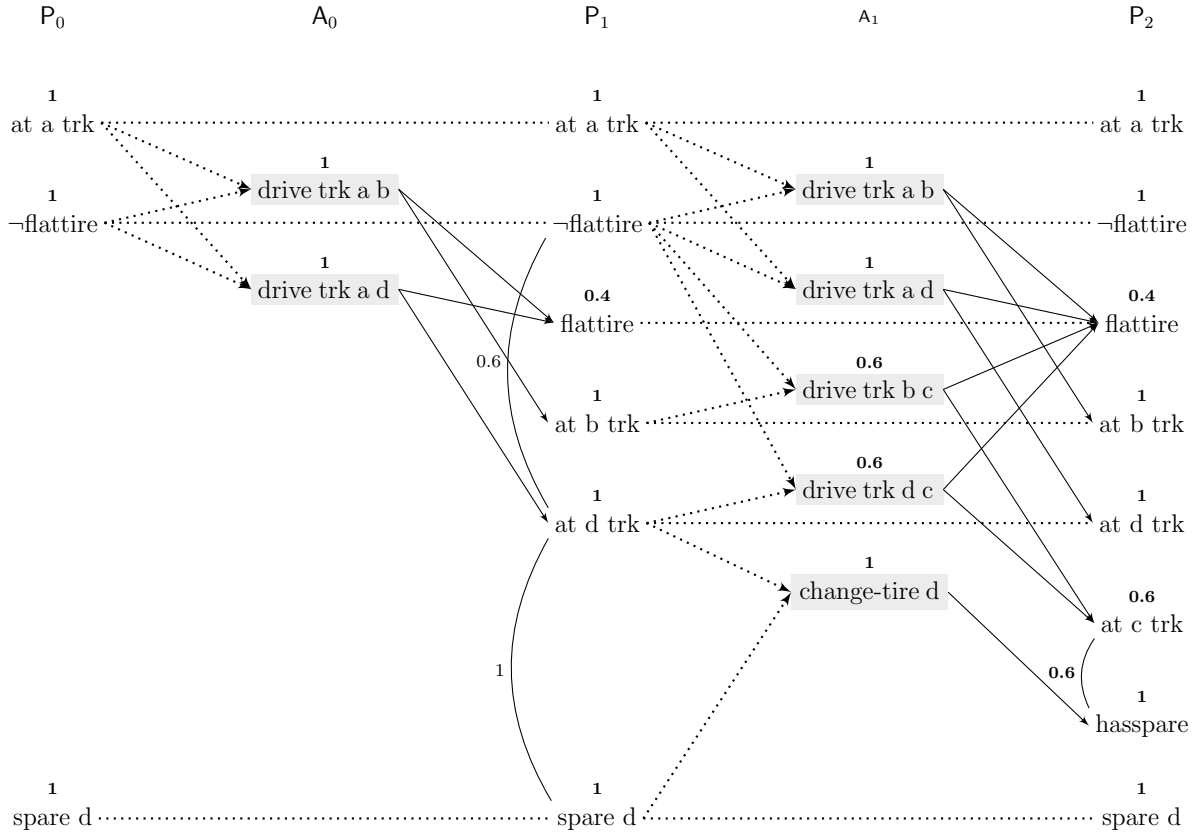 P₀ A₀ P₁ A₁ P₂
1 1 1
at a trk at a trk at a trk
1 1
drive trk a b drive trk a b
1 1 1
¬flattire ¬flattire ¬flattire
1 1
drive trk a d drive trk a d
0.4 0.4
flattire flattire
0.6 0.6
drive trk b c
1 1
at b trk at b trk
0.6
drive trk d c
1 1
at d trk at d trk
1
change-tire d
0.6
at c trk
1 0.6
1
hasspare
1 1 1
spare d spare d spare d